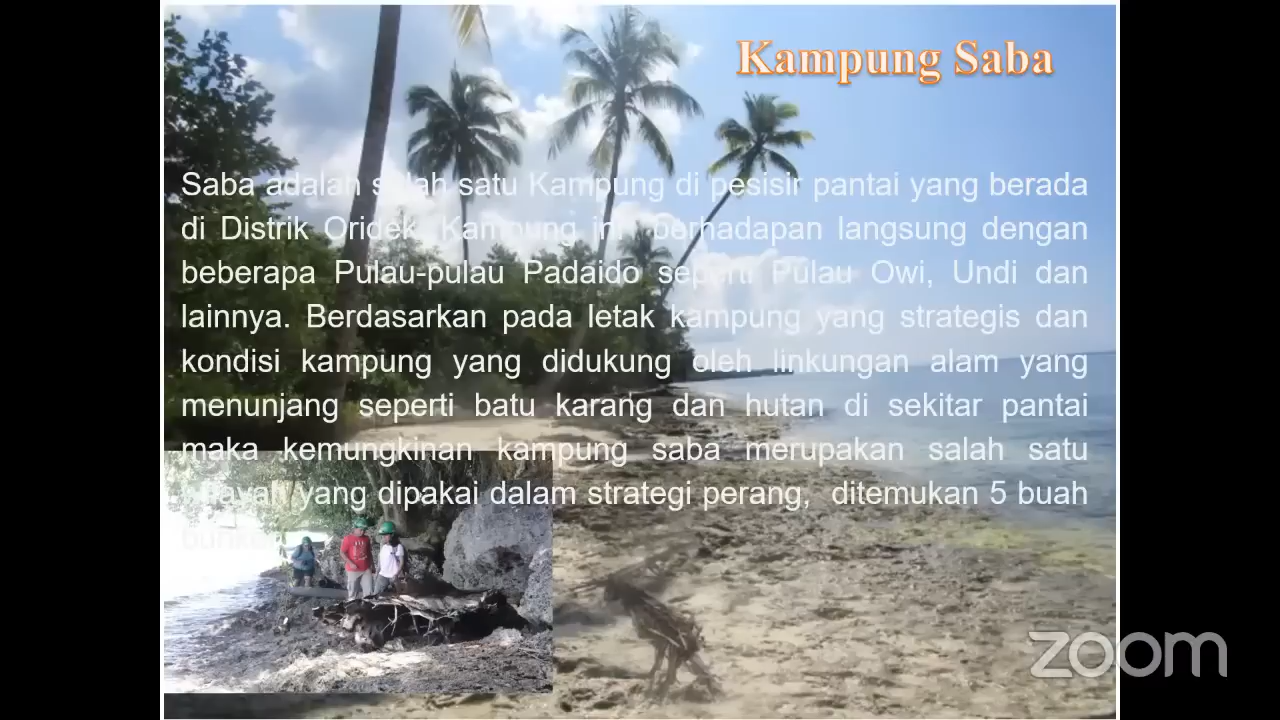 Kampung Saba
Saba adalah salah satu Kampung di pesisir pantai yang berada
di Distrik Oridek. Kampung ini berhadapan langsung dengan
beberapa Pulau-pulau Padaido seperti Pulau Owi, Undi dan
lainnya. Berdasarkan pada letak kampung yang strategis dan
kondisi kampung yang didukung oleh linkungan alam yang
menunjang seperti batu karang dan hutan di sekitar pantai
maka kemungkinan kampung saba merupakan salah satu
wilayah yang dipakai dalam strategi perang, ditemukan 5 buah
bunker
zoom